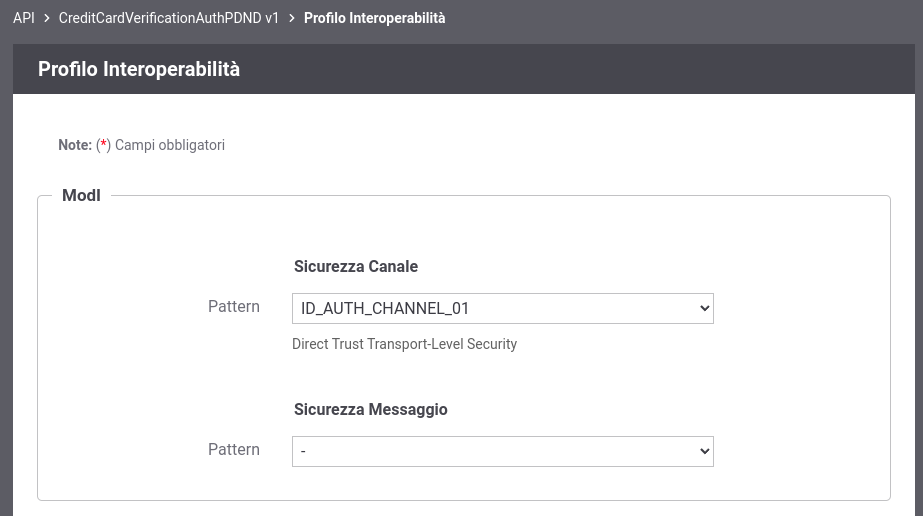 API > CreditCardVerificationAuthPDND v1 > Profilo Interoperabilità
Profilo Interoperabilità
Note: (*) Campi obbligatori
ModI
Sicurezza Canale
Pattern ID_AUTH_CHANNEL_01
Direct Trust Transport-Level Security
Sicurezza Messaggio
Pattern -